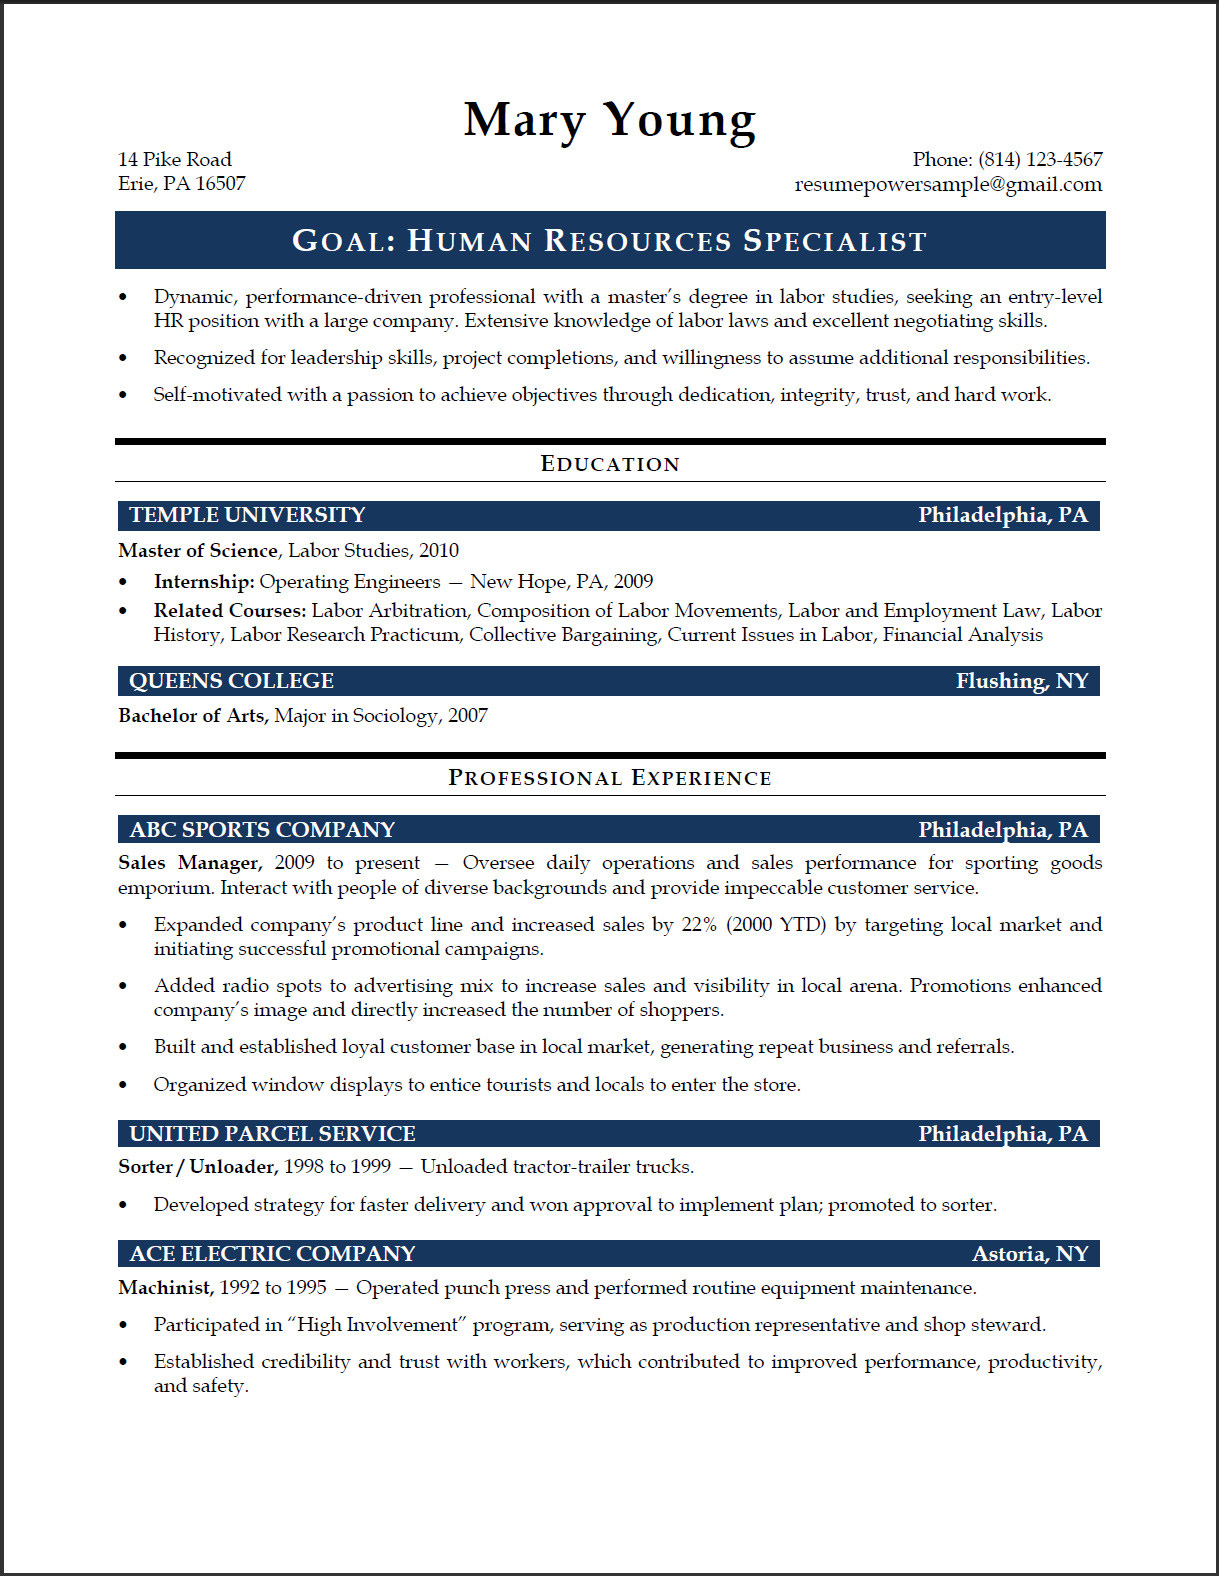 Mary Young
14 Pike Road Phone: (814) 123-4567
Erie, PA 16507 resumepowersample@gmail.com
GOAL: HUMAN RESOURCES SPECIALIST
• Dynamic, performance-driven professional with a master's degree in labor studies, seeking an entry-level
HR position with a large company. Extensive knowledge of labor laws and excellent negotiating skills.
• Recognized for leadership skills, project completions, and willingness to assume additional responsibilities.
• Self-motivated with a passion to achieve objectives through dedication, integrity, trust, and hard work.
EDUCATION
TEMPLE UNIVERSITY Philadelphia, PA
Master of Science, Labor Studies, 2010
• Internship: Operating Engineers — New Hope, PA, 2009
• Related Courses: Labor Arbitration, Composition of Labor Movements, Labor and Employment Law, Labor
History, Labor Research Practicum, Collective Bargaining, Current Issues in Labor, Financial Analysis
QUEENS COLLEGE Flushing, NY
Bachelor of Arts, Major in Sociology, 2007
PROFESSIONAL EXPERIENCE
ABC SPORTS COMPANY Philadelphia, PA
Sales Manager, 2009 to present — Oversee daily operations and sales performance for sporting goods
emporium. Interact with people of diverse backgrounds and provide impeccable customer service.
• Expanded company's product line and increased sales by 22% (2000 YTD) by targeting local market and
initiating successful promotional campaigns.
• Added radio spots to advertising mix to increase sales and visibility in local arena. Promotions enhanced
company's image and directly increased the number of shoppers.
• Built and established loyal customer base in local market, generating repeat business and referrals.
• Organized window displays to entice tourists and locals to enter the store.
UNITED PARCEL SERVICE Philadelphia, PA
Sorter / Unloader, 1998 to 1999 — Unloaded tractor-trailer trucks.
• Developed strategy for faster delivery and won approval to implement plan; promoted to sorter.
ACE ELECTRIC COMPANY Astoria, NY
Machinist, 1992 to 1995 — Operated punch press and performed routine equipment maintenance.
• Participated in “High Involvement” program, serving as production representative and shop steward.
• Established credibility and trust with workers, which contributed to improved performance, productivity,
and safety.